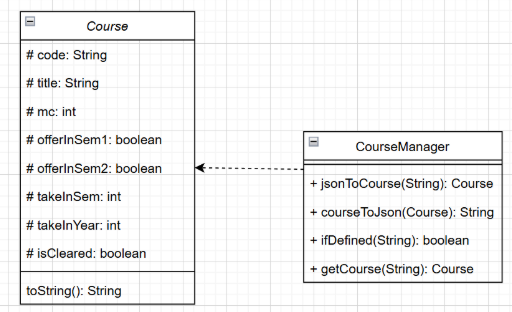 Course
# code: String
# title: String
# mc: int
# offerInSem1: boolean
# offerInSem2: boolean
# takeInSem: int
# takeInYear: int
# isCleared: boolean
toString(): String
CourseManager
+ jsonToCourse(String): Course
+ courseToJson(Course): String
+ ifDefined(String): boolean
+ getCourse(String): Course